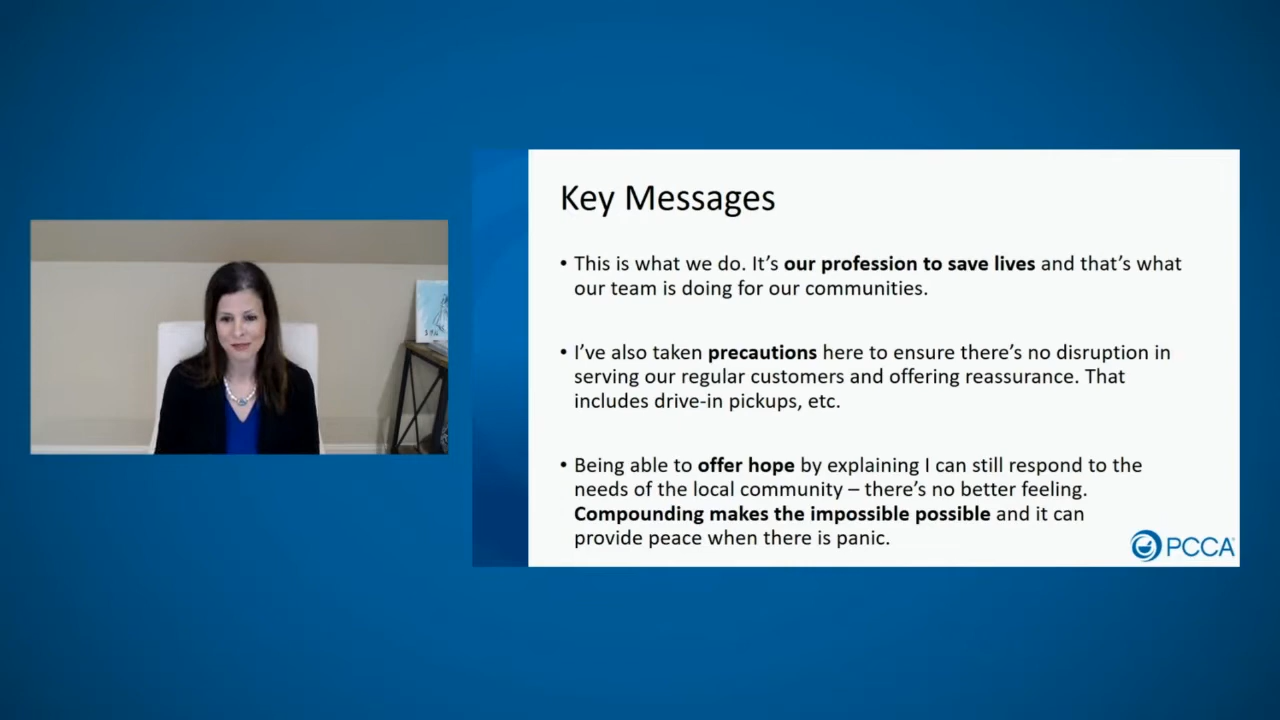 Key Messages
• This is what we do. It’s our profession to save lives and that’s what
our team is doing for our communities.
• I’ve also taken precautions here to ensure there’s no disruption in
serving our regular customers and offering reassurance. That
includes drive-in pickups, etc.
• Being able to offer hope by explaining I can still respond to the
needs of the local community – there’s no better feeling.
Compounding makes the impossible possible and it can
provide peace when there is panic.
PCCA